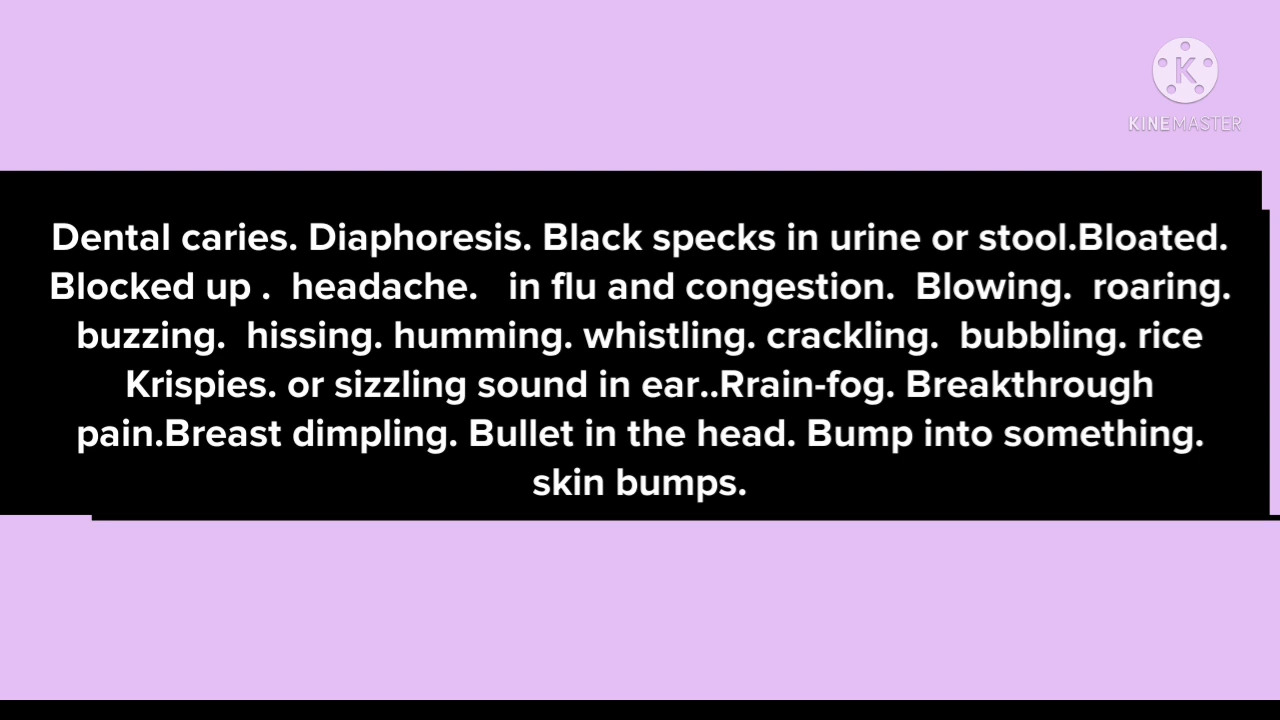 KINEMASTER
Dental caries. Diaphoresis. Black specks in urine or stool.Bloated.
Blocked up .  headache.   in flu and congestion.  Blowing.  roaring.
buzzing.  hissing. humming. whistling. crackling.  bubbling. rice
Krispies. or sizzling sound in ear..Rrain-fog. Breakthrough
pain.Breast dimpling. Bullet in the head. Bump into something.
skin bumps.